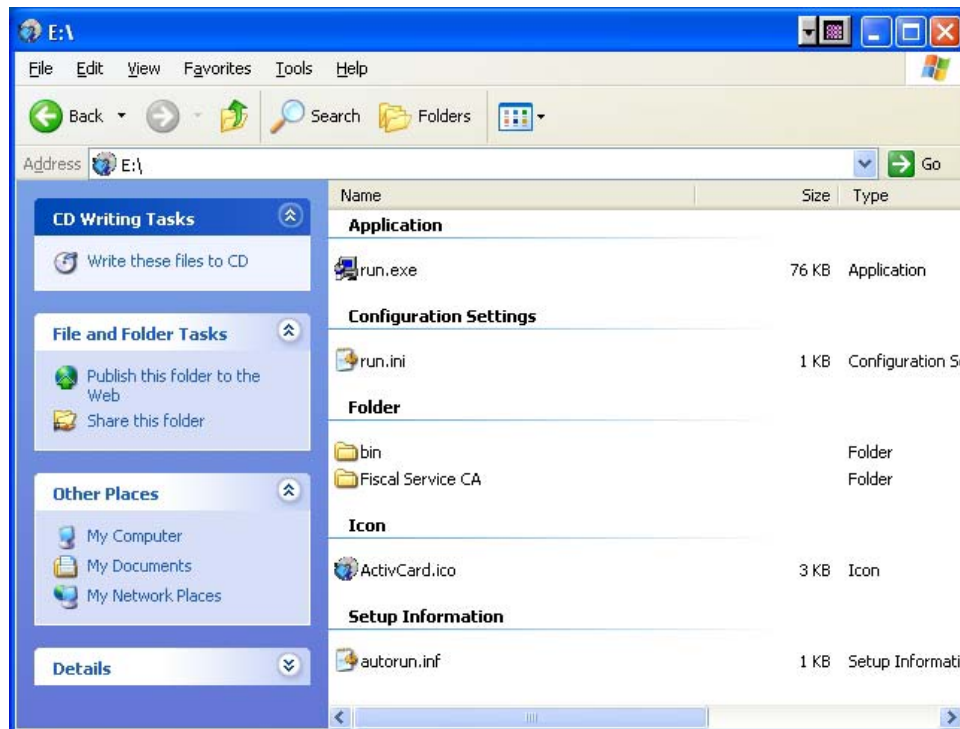 E:\
File Edit View Favorites Tools Help
Back Search Folders
Address E:\ Go
CD Writing Tasks
Write these files to CD
File and Folder Tasks
Publish this folder to the
Web
Share this folder
Other Places
My Computer
My Documents
My Network Places
Details
Name Size Type
Application
run.exe 76 KB Application
Configuration Settings
run.ini 1 KB Configuration S
Folder
bin Folder
Fiscal Service CA Folder
Icon
ActivCard.ico 3 KB Icon
Setup Information
autorun.inf 1 KB Setup Informati